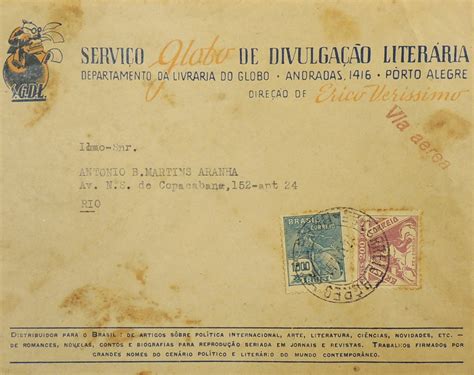 SERVIÇO Globo DE DIVULGAÇÃO LITERÁRIA
DEPARTAMENTO DA LIVRARIA DO GLOBO · ANDRADAS, 1416 · PÔRTO ALEGRE
DIREÇÃO DE Erico Verissimo
S.G.D.L.
Via aerea
Ilmo-Snr.
ANTONIO B.MARTINS ARANHA
Av. N.S. de Copacabana,152-apt 24
RIO
BRASIL CORREIO
1000
RÉIS
CORREIO
200
DISTRIBUIDOR PARA O BRASIL: DE ARTIGOS SÔBRE POLÍTICA INTERNACIONAL, ARTE, LITERATURA, CIÊNCIAS, NOVIDADES, ETC. —
DE ROMANCES, NOVELAS, CONTOS E BIOGRAFIAS PARA REPRODUÇÃO SERIADA EM JORNAIS E REVISTAS. TRABALHOS FIRMADOS POR
GRANDES NOMES DO CENÁRIO POLÍTICO E LITERÁRIO DO MUNDO CONTEMPORÂNEO.